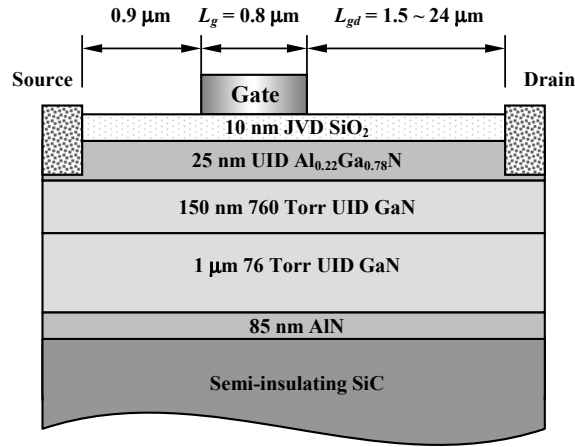 0.9 μm
L_g = 0.8 μm
L_gd = 1.5 ~ 24 μm
Source
Gate
Drain
10 nm JVD SiO₂
25 nm UID Al₀.₂₂Ga₀.₇₈N
150 nm 760 Torr UID GaN
1 μm 76 Torr UID GaN
85 nm AlN
Semi-insulating SiC